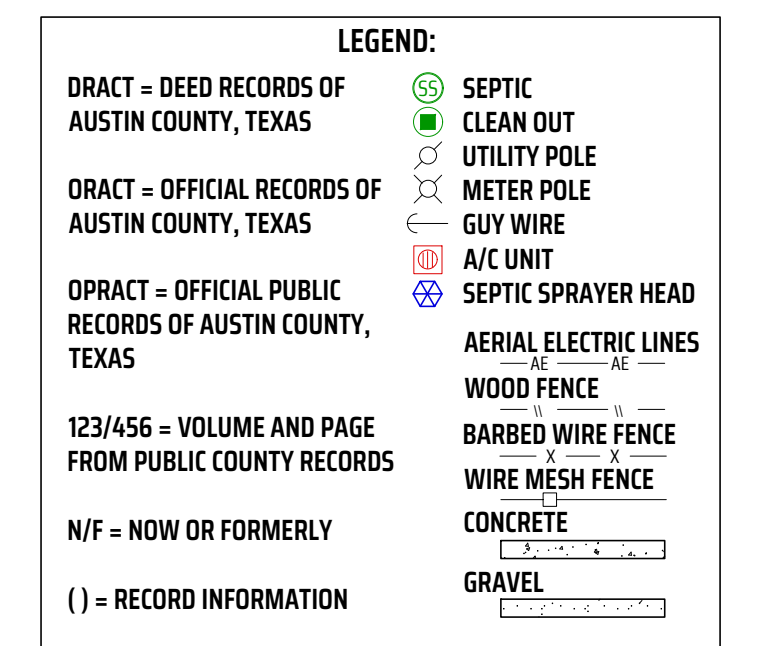 LEGEND:
DRACT = DEED RECORDS OF
AUSTIN COUNTY, TEXAS
ORACT = OFFICIAL RECORDS OF
AUSTIN COUNTY, TEXAS
OPRACT = OFFICIAL PUBLIC
RECORDS OF AUSTIN COUNTY,
TEXAS
123/456 = VOLUME AND PAGE
FROM PUBLIC COUNTY RECORDS
N/F = NOW OR FORMERLY
( ) = RECORD INFORMATION
SS SEPTIC
CLEAN OUT
UTILITY POLE
METER POLE
GUY WIRE
A/C UNIT
SEPTIC SPRAYER HEAD
AERIAL ELECTRIC LINES
AE AE
WOOD FENCE
\\ \\
BARBED WIRE FENCE
X X
WIRE MESH FENCE
CONCRETE
GRAVEL